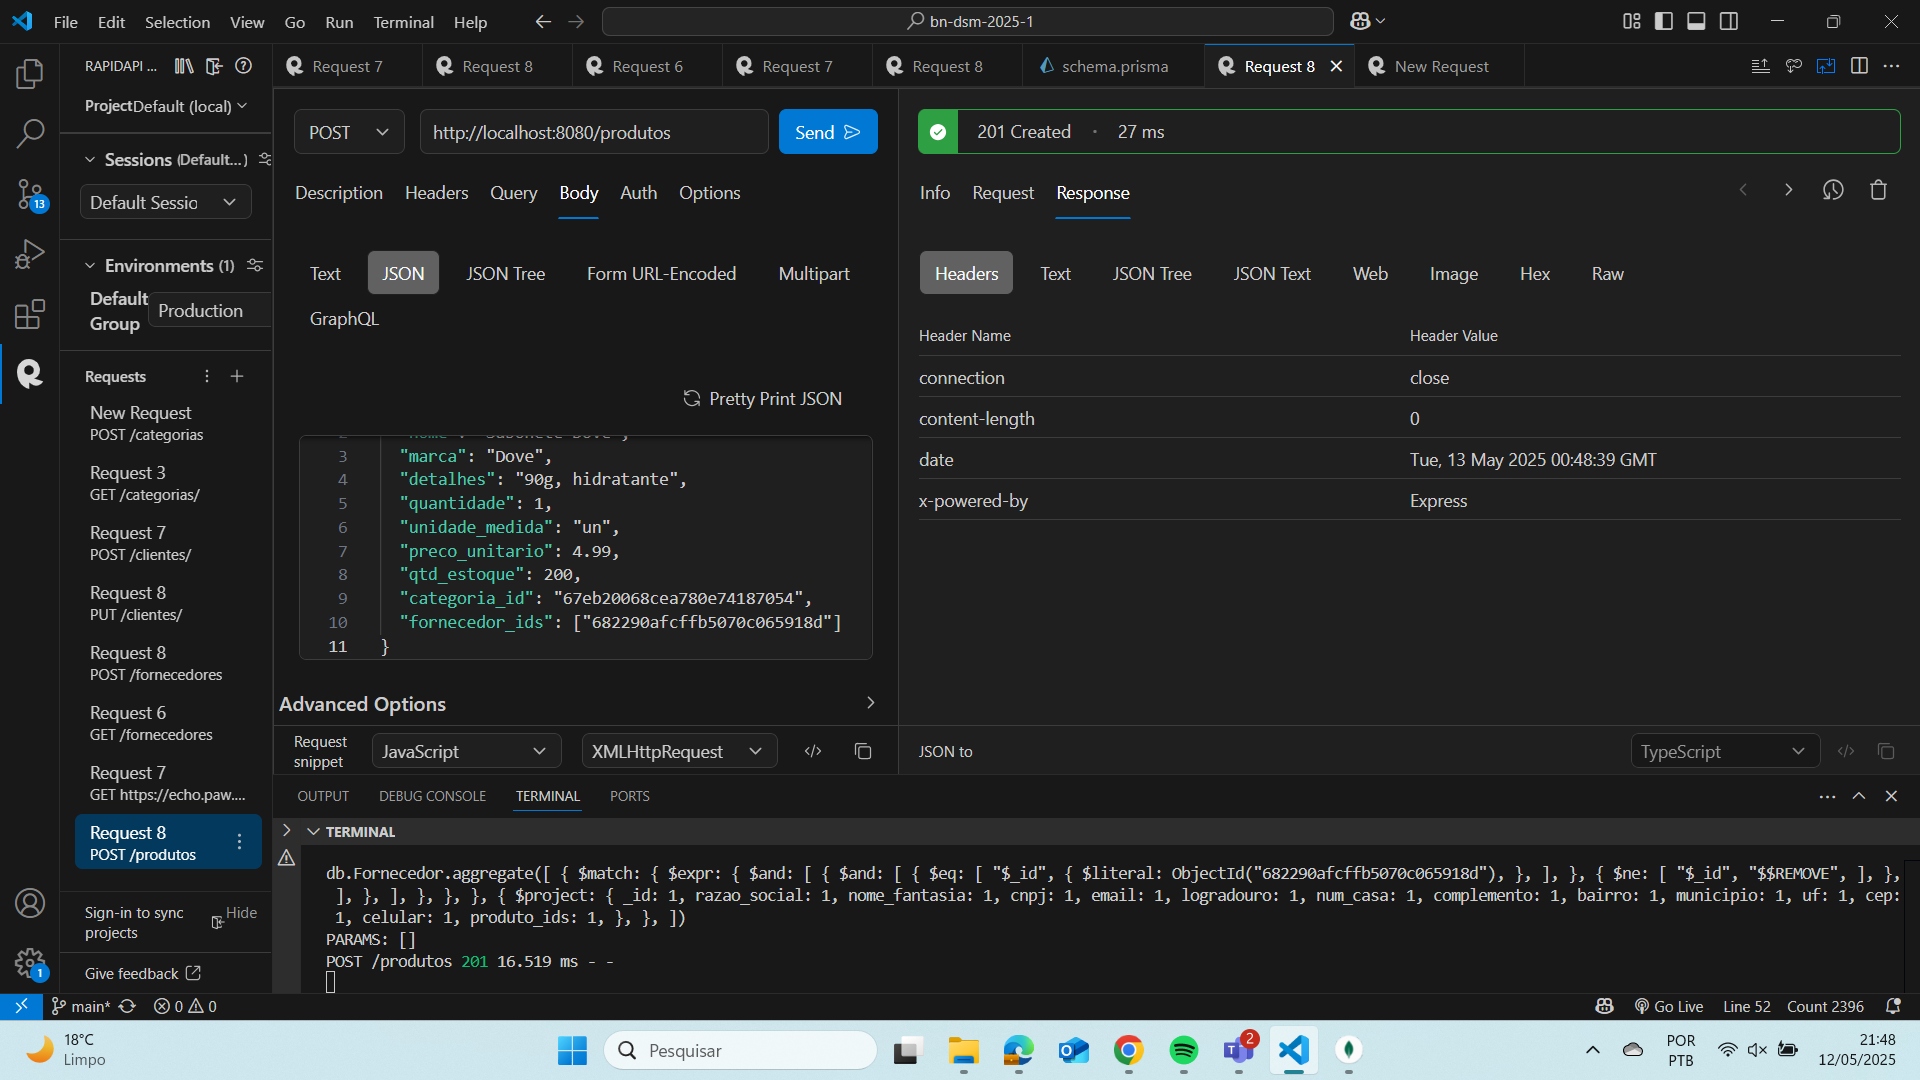 File Edit Selection View Go Run Terminal Help
bn-dsm-2025-1
RAPIDAPI ...
Request 7
Request 8
Request 6
Request 7
Request 8
schema.prisma
Request 8
New Request
ProjectDefault (local)
Sessions (Default...)
Default Sessio
Environments (1)
Default Group
Production
Requests
New Request
POST /categorias
Request 3
GET /categorias/
Request 7
POST /clientes/
Request 8
PUT /clientes/
Request 8
POST /fornecedores
Request 6
GET /fornecedores
Request 7
GET https://echo.paw....
Request 8
POST /produtos
Sign-in to sync projects
Hide
Give feedback
13
1
POST
http://localhost:8080/produtos
Send
Description Headers Query Body Auth Options
Text JSON JSON Tree Form URL-Encoded Multipart
GraphQL
Pretty Print JSON
3 "marca": "Dove",
4 "detalhes": "90g, hidratante",
5 "quantidade": 1,
6 "unidade_medida": "un",
7 "preco_unitario": 4.99,
8 "qtd_estoque": 200,
9 "categoria_id": "67eb20068cea780e74187054",
10 "fornecedor_ids": ["682290afcffb5070c065918d"]
11 }
Advanced Options
Request snippet
JavaScript
XMLHttpRequest
201 Created · 27 ms
Info Request Response
Headers Text JSON Tree JSON Text Web Image Hex Raw
Header Name Header Value
connection close
content-length 0
date Tue, 13 May 2025 00:48:39 GMT
x-powered-by Express
JSON to
TypeScript
OUTPUT DEBUG CONSOLE TERMINAL PORTS
TERMINAL
db.Fornecedor.aggregate([ { $match: { $expr: { $and: [ { $and: [ { $eq: [ "$_id", { $literal: ObjectId("682290afcffb5070c065918d"), }, ], }, { $ne: [ "$_id", "$$REMOVE", ], },
], }, ], }, }, }, { $project: { _id: 1, razao_social: 1, nome_fantasia: 1, cnpj: 1, email: 1, logradouro: 1, num_casa: 1, complemento: 1, bairro: 1, municipio: 1, uf: 1, cep:
1, celular: 1, produto_ids: 1, }, }, ])
PARAMS: []
POST /produtos 201 16.519 ms - -
main*
0
0
Go Live
Line 52
Count 2396
18°C
Limpo
Pesquisar
2
POR
PTB
21:48
12/05/2025